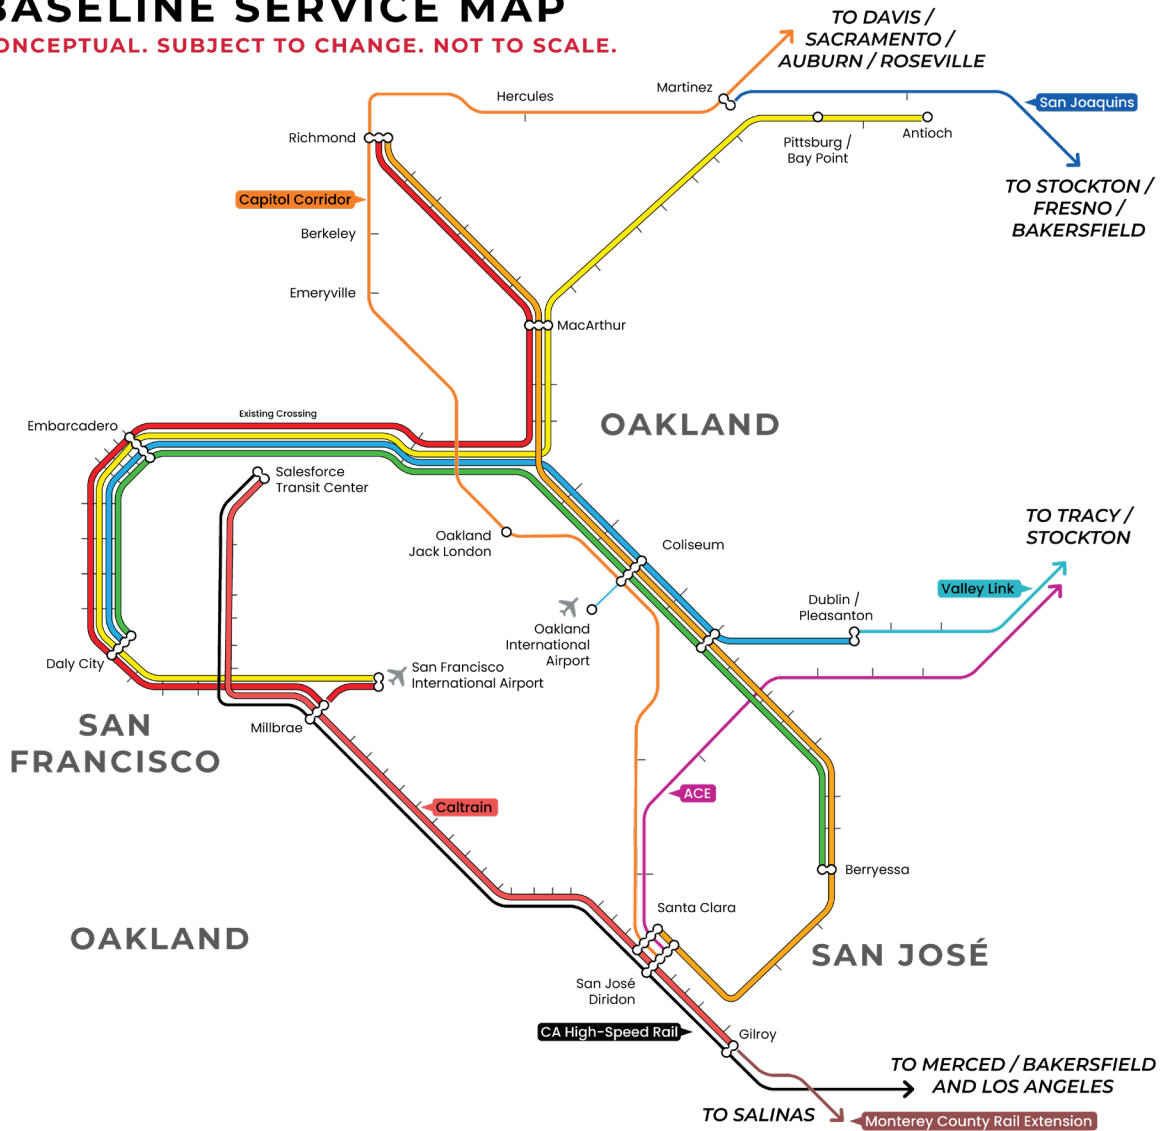 BASELINE SERVICE MAP
CONCEPTUAL. SUBJECT TO CHANGE. NOT TO SCALE.
TO DAVIS /
SACRAMENTO /
AUBURN / ROSEVILLE
Martinez
Hercules
San Joaquins
Richmond
Antioch
Pittsburg /
Bay Point
TO STOCKTON /
FRESNO /
BAKERSFIELD
Capitol Corridor
Berkeley
Emeryville
MacArthur
Existing Crossing
Embarcadero
OAKLAND
Salesforce
Transit Center
Oakland
Jack London
Coliseum
TO TRACY /
STOCKTON
Valley Link
Dublin /
Pleasanton
Oakland
International
Airport
Daly City
San Francisco
International Airport
SAN
FRANCISCO
Millbrae
ACE
Caltrain
Berryessa
Santa Clara
OAKLAND
SAN JOSÉ
San José
Diridon
CA High-Speed Rail
Gilroy
TO MERCED / BAKERSFIELD
AND LOS ANGELES
TO SALINAS
Monterey County Rail Extension